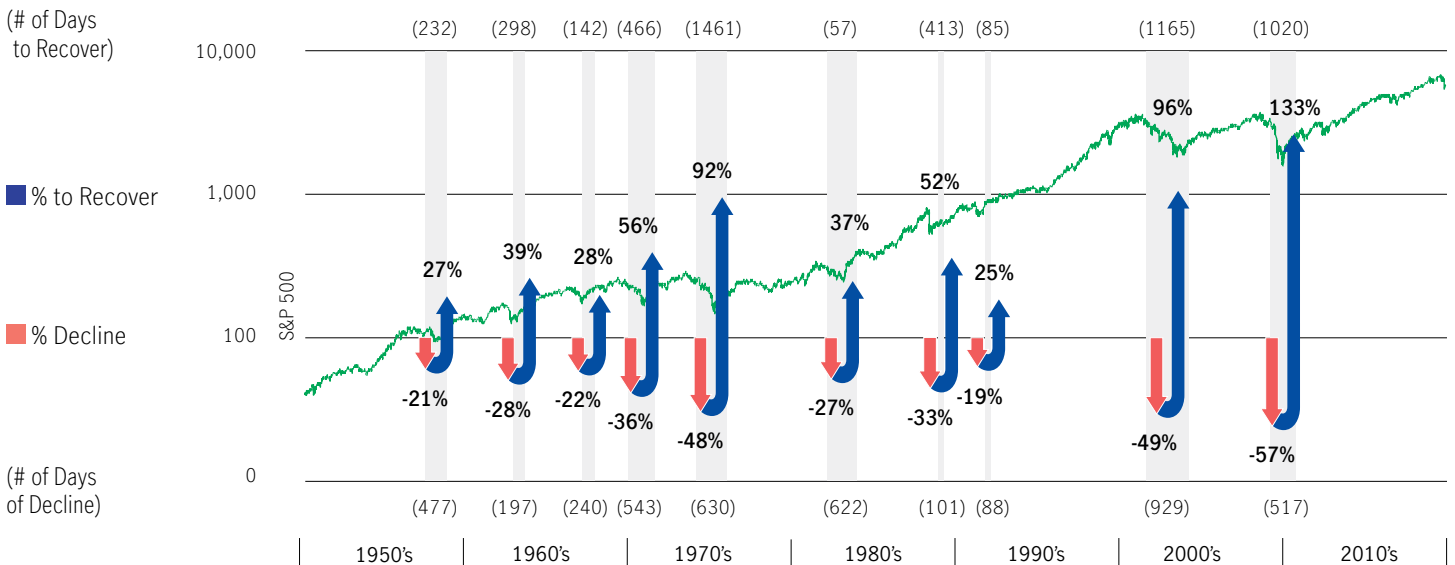 (# of Days
to Recover)
(232) (298) (142) (466) (1461) (57) (413) (85) (1165) (1020)
10,000
96% 133%
% to Recover
92%
1,000
52%
56%
37%
39%
28%
27%
25%
S&P 500
% Decline
100
-21%
-28%
-22%
-36%
-48%
-27%
-33%
-19%
-49%
-57%
0
(# of Days
of Decline)
(477) (197) (240) (543) (630) (622) (101) (88) (929) (517)
1950's 1960's 1970's 1980's 1990's 2000's 2010's